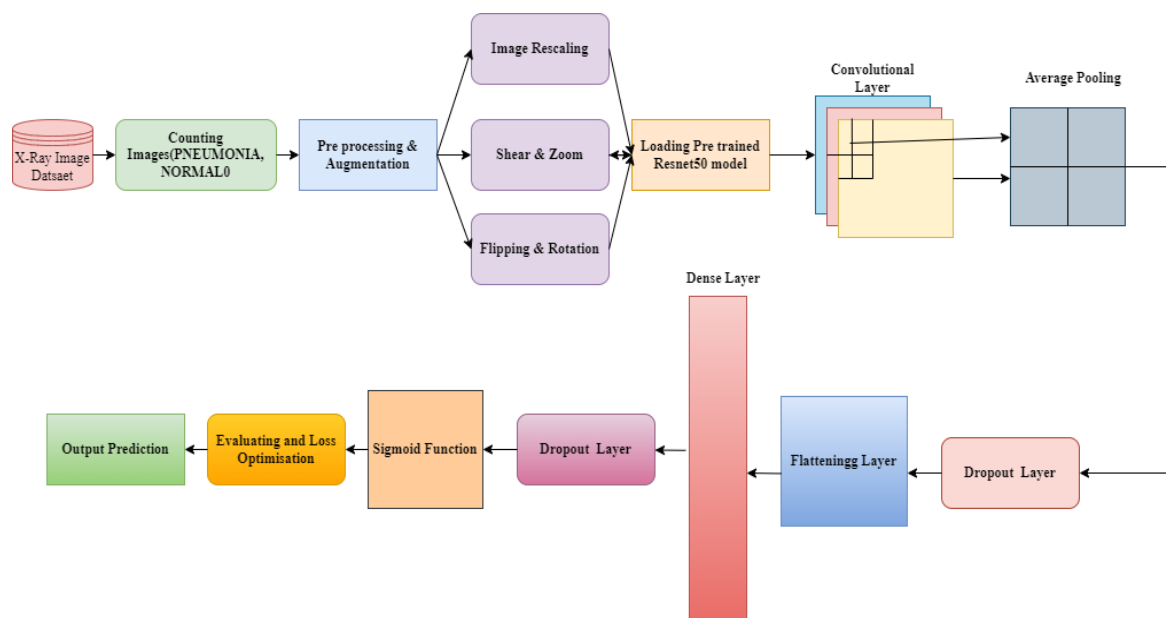 Image Rescaling
Convolutional
Layer
Average Pooling
X-Ray Image
Datsaet
Counting
Images(PNEUMONIA,
NORMAL0
Pre processing &
Augmentation
Shear & Zoom
Loading Pre trained
Resnet50 model
Flipping & Rotation
Dense Layer
Output Prediction
Evaluating and Loss
Optimisation
Sigmoid Function
Dropout Layer
Flatteningg Layer
Dropout Layer